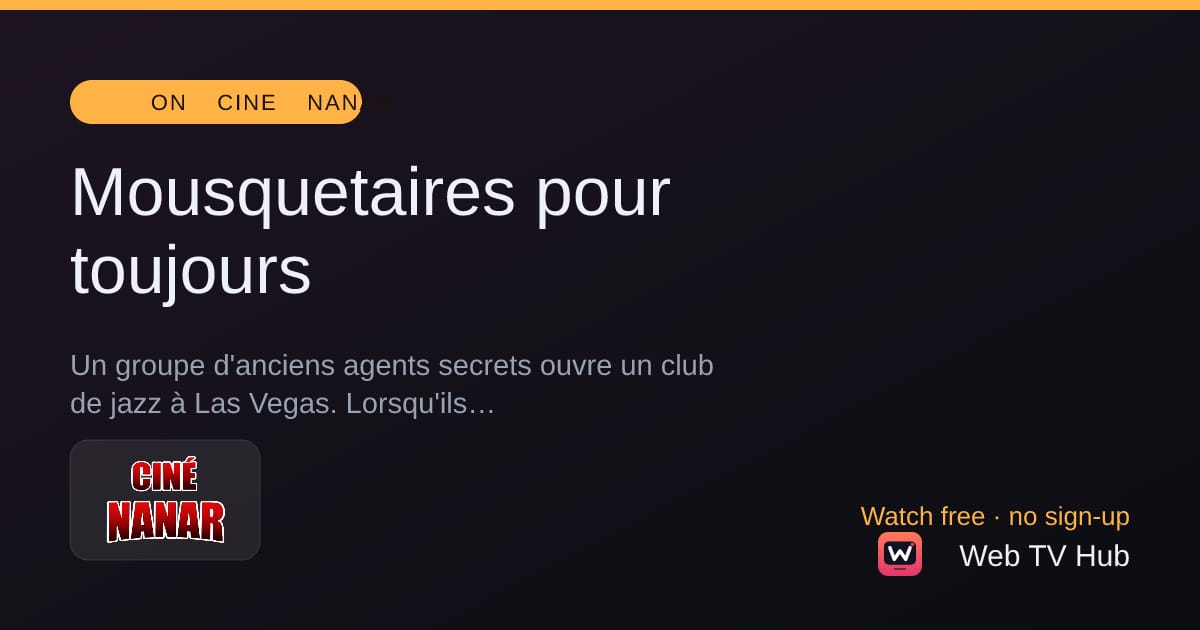 ON CINE NANAR
Mousquetaires pour
toujours
Un groupe d'anciens agents secrets ouvre un club
de jazz à Las Vegas. Lorsqu'ils…
CINÉ
NANAR
Watch free · no sign-up
W
Web TV Hub